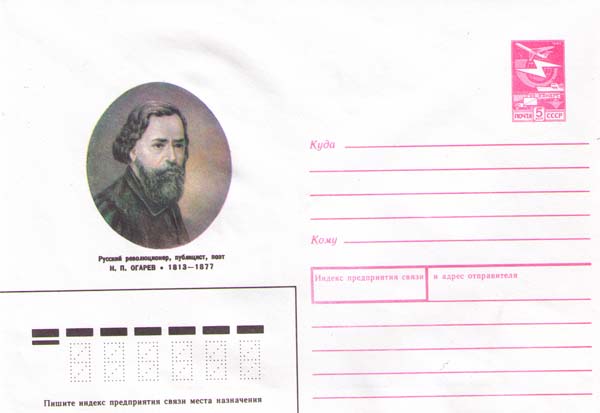 ПОЧТА 5 СССР
Куда
Русский революционер, публицист, поэт
Н. П. ОГАРЕВ • 1813—1877
Кому
Индекс предприятия связи и адрес отправителя
Пишите индекс предприятия связи места назначения